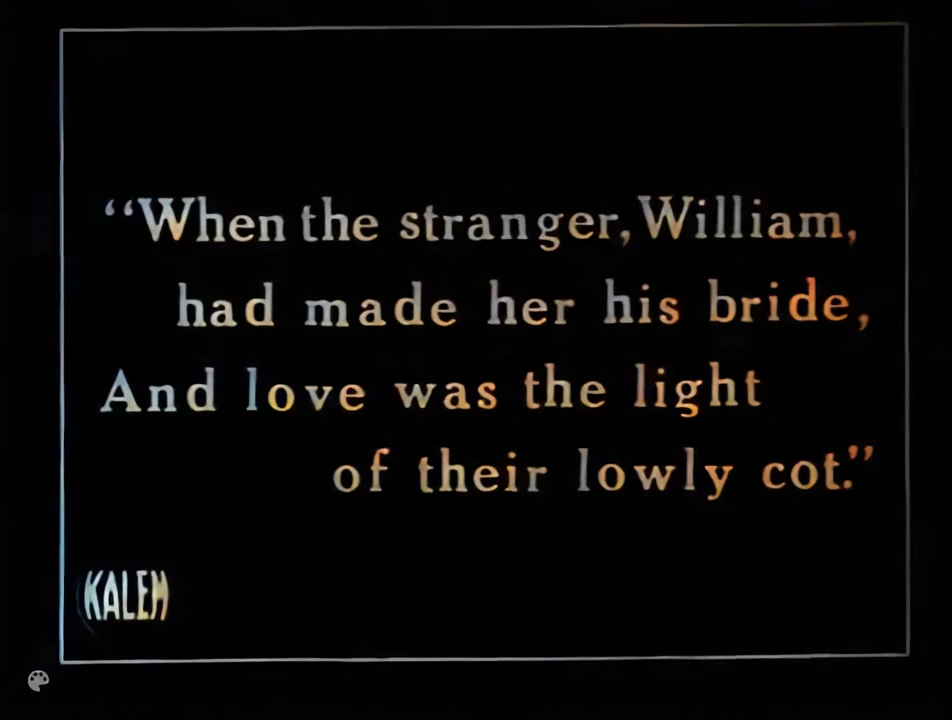 “When the stranger, William,
had made her his bride,
And love was the light
of their lowly cot.”
KALEM